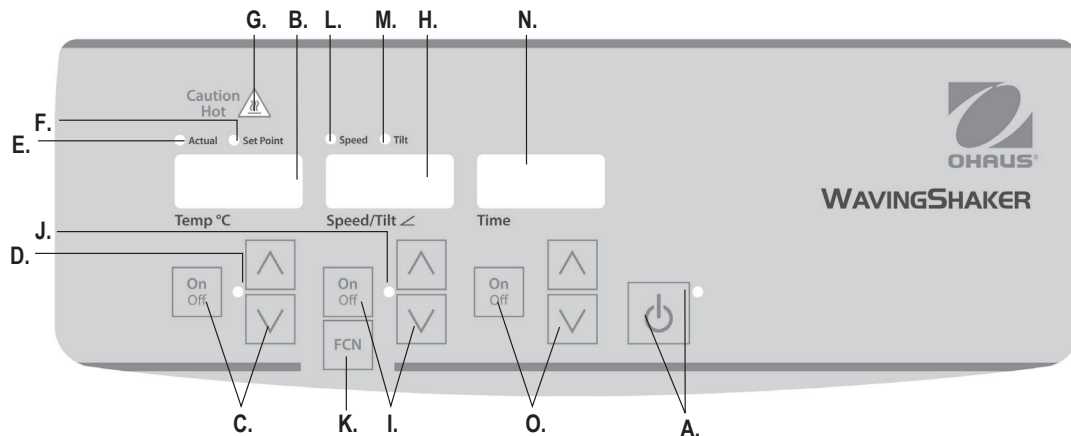 G. B. L. M. H. N.
Caution
Hot
F.
E.
Actual Set Point Speed Tilt
OHAUS®
WAVINGSHAKER
Temp °C Speed/Tilt ∠ Time
J.
D.
On
Off
On
Off
On
Off
FCN
C. K. I. O. A.